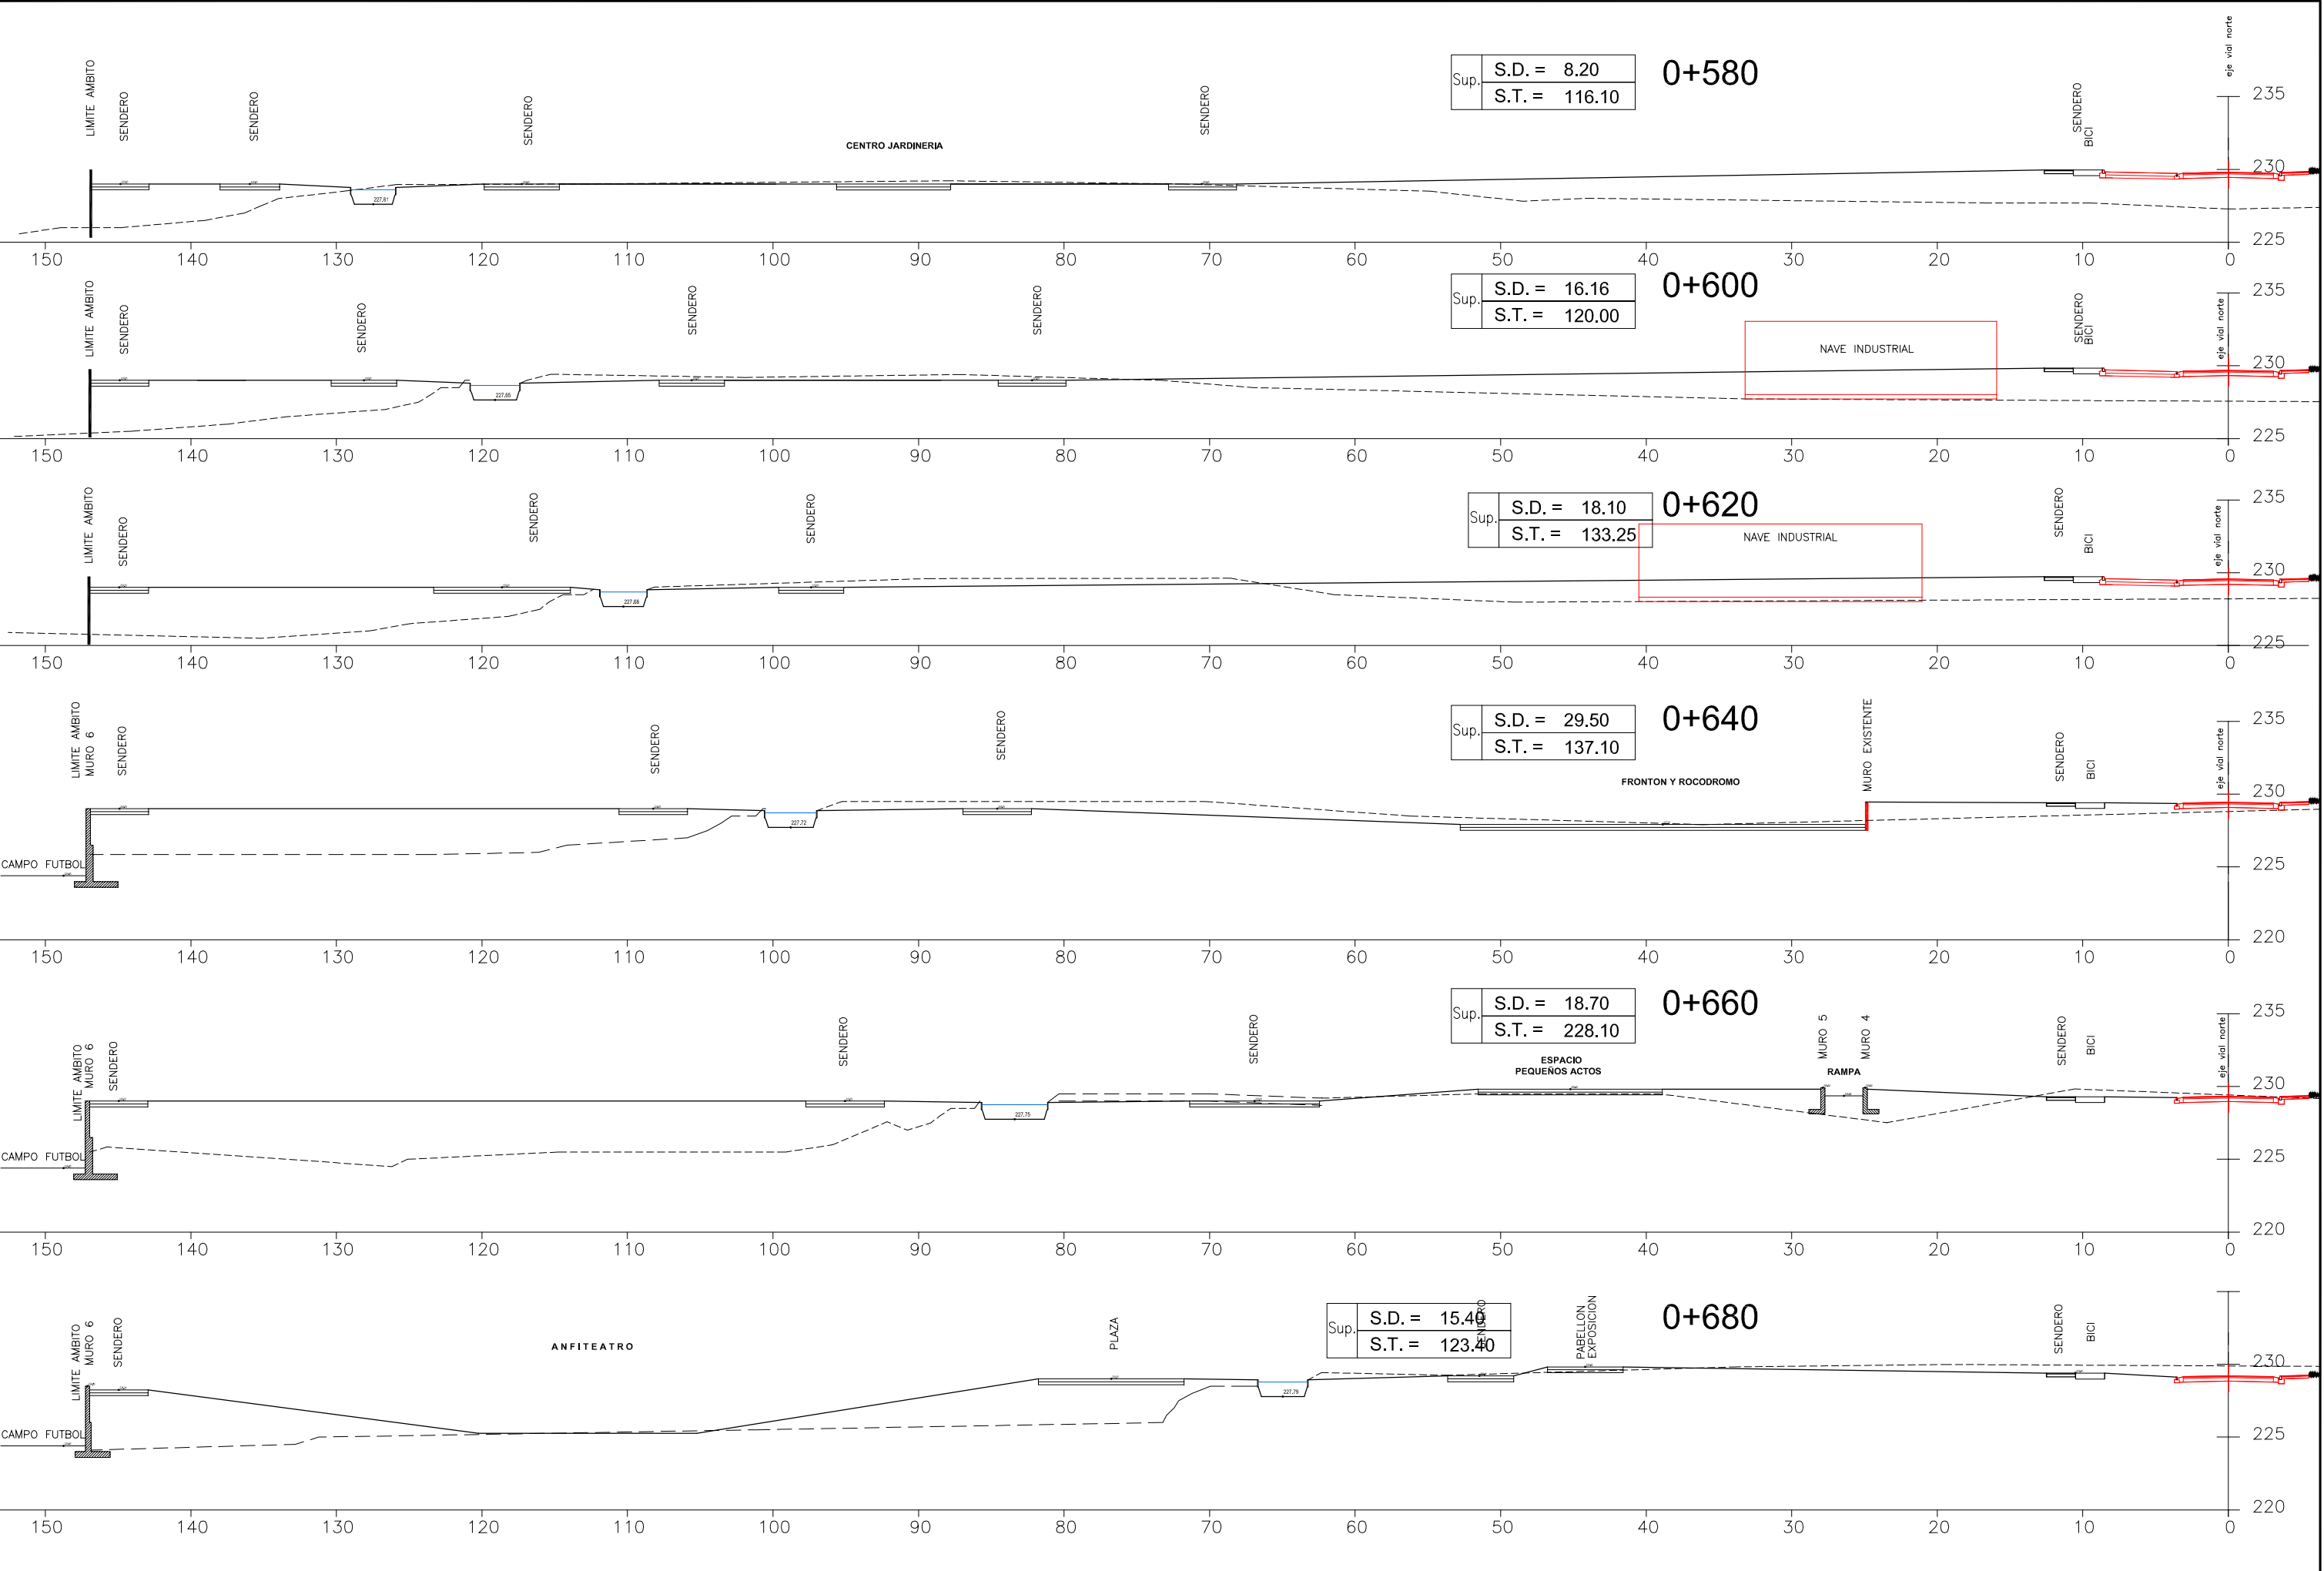 0+580
Sup. S.D. = 8.20
S.T. = 116.10
LIMITE AMBITO
SENDERO
SENDERO
SENDERO
CENTRO JARDINERIA
SENDERO
SENDERO
BICI
eje vial norte
235
230
225
227,61
150 140 130 120 110 100 90 80 70 60 50 40 30 20 10 0
0+600
Sup. S.D. = 16.16
S.T. = 120.00
LIMITE AMBITO
SENDERO
SENDERO
SENDERO
SENDERO
NAVE INDUSTRIAL
SENDERO
BICI
eje vial norte
235
230
225
227,65
150 140 130 120 110 100 90 80 70 60 50 40 30 20 10 0
0+620
Sup. S.D. = 18.10
S.T. = 133.25
LIMITE AMBITO
SENDERO
SENDERO
SENDERO
NAVE INDUSTRIAL
SENDERO
BICI
eje vial norte
235
230
225
227,68
150 140 130 120 110 100 90 80 70 60 50 40 30 20 10 0
0+640
Sup. S.D. = 29.50
S.T. = 137.10
LIMITE AMBITO
MURO 6
SENDERO
SENDERO
SENDERO
FRONTON Y ROCODROMO
MURO EXISTENTE
SENDERO
BICI
eje vial norte
CAMPO FUTBOL
235
230
225
220
227,72
150 140 130 120 110 100 90 80 70 60 50 40 30 20 10 0
0+660
Sup. S.D. = 18.70
S.T. = 228.10
LIMITE AMBITO
MURO 6
SENDERO
SENDERO
SENDERO
ESPACIO
PEQUEÑOS ACTOS
MURO 5
RAMPA
MURO 4
SENDERO
BICI
eje vial norte
CAMPO FUTBOL
235
230
225
220
227,75
150 140 130 120 110 100 90 80 70 60 50 40 30 20 10 0
0+680
Sup. S.D. = 15.40
S.T. = 123.40
LIMITE AMBITO
MURO 6
SENDERO
ANFITEATRO
PLAZA
SENDERO
PABELLON
EXPOSICION
SENDERO
BICI
CAMPO FUTBOL
230
225
220
227,79
150 140 130 120 110 100 90 80 70 60 50 40 30 20 10 0